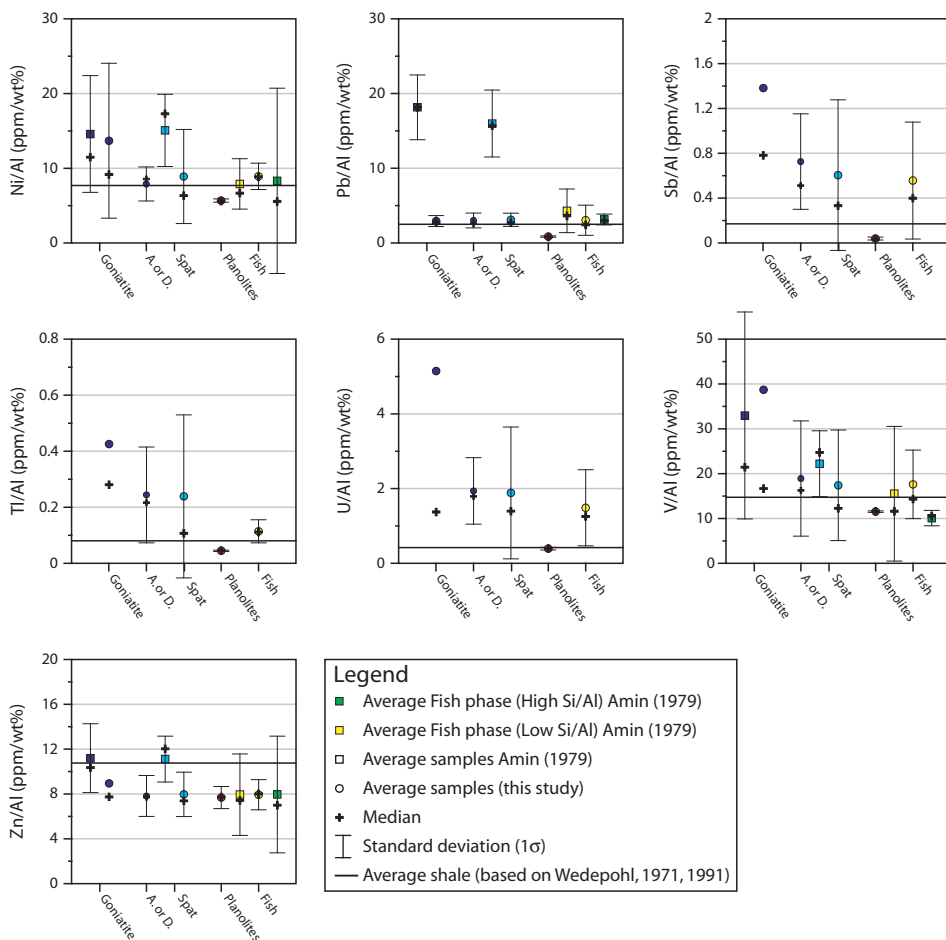 Ni/Al (ppm/wt%)
30
20
10
0
Goniatite
A. or D.
Spat
Planolites
Fish
Pb/Al (ppm/wt%)
30
20
10
0
Goniatite
A. or D.
Spat
Planolites
Fish
Sb/Al (ppm/wt%)
2
1.6
1.2
0.8
0.4
0
Goniatite
A. or D.
Spat
Planolites
Fish
Tl/Al (ppm/wt%)
0.8
0.6
0.4
0.2
0
Goniatite
A. or D.
Spat
Planolites
Fish
U/Al (ppm/wt%)
6
4
2
0
Goniatite
A. or D.
Spat
Planolites
Fish
V/Al (ppm/wt%)
50
40
30
20
10
0
Goniatite
A. or D.
Spat
Planolites
Fish
Zn/Al (ppm/wt%)
20
16
12
8
4
0
Goniatite
A. or D.
Spat
Planolites
Fish
Legend
Average Fish phase (High Si/Al) Amin (1979)
Average Fish phase (Low Si/Al) Amin (1979)
Average samples Amin (1979)
Average samples (this study)
Median
Standard deviation (1σ)
Average shale (based on Wedepohl, 1971, 1991)